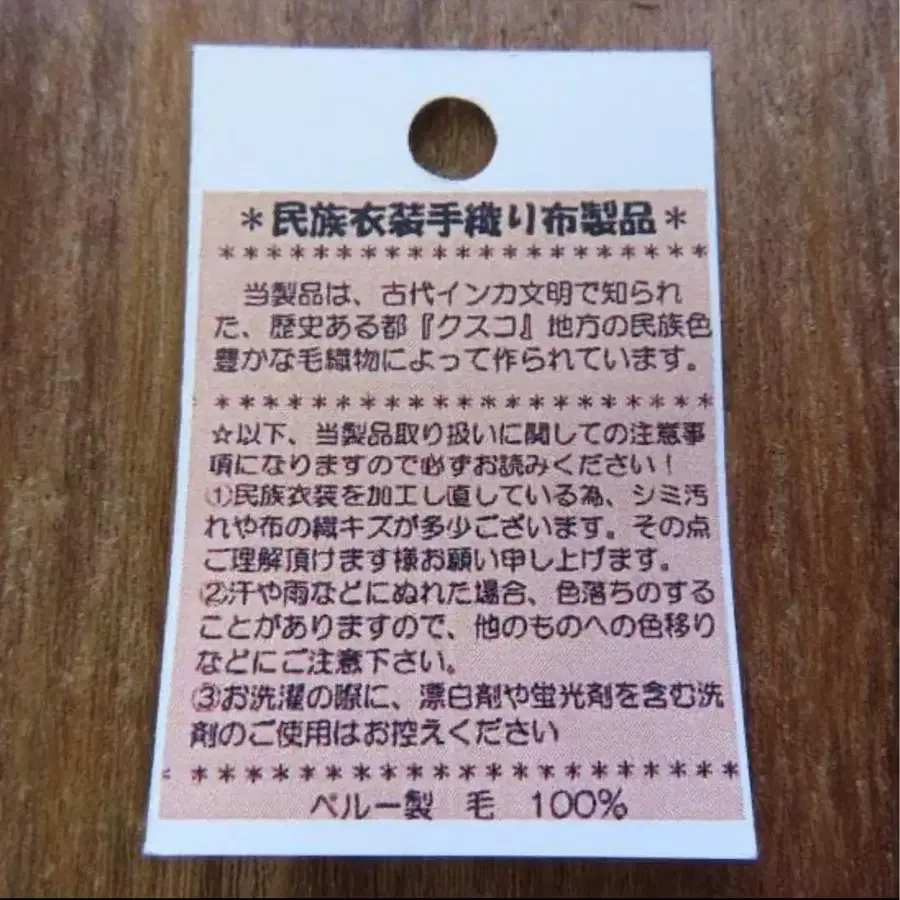 ＊民族衣装手織り布製品＊
＊＊＊＊＊＊＊＊＊＊＊＊＊＊＊＊＊＊＊＊
当製品は、古代インカ文明で知られ
た、歴史ある都『クスコ』地方の民族色
豊かな毛織物によって作られています。
＊＊＊＊＊＊＊＊＊＊＊＊＊＊＊＊＊＊＊＊
☆以下、当製品取り扱いに関しての注意事
項になりますので必ずお読みください！
①民族衣装を加工し直している為、シミ汚
れや布の織キズが多少ございます。その点
ご理解頂けます様お願い申し上げます。
②汗や雨などにぬれた場合、色落ちのする
ことがありますので、他のものへの色移り
などにご注意下さい。
③お洗濯の際に、漂白剤や蛍光剤を含む洗
剤のご使用はお控えください
＊＊＊＊＊＊＊＊＊＊＊＊＊＊＊＊＊＊＊＊＊
ペルー製　毛　100%